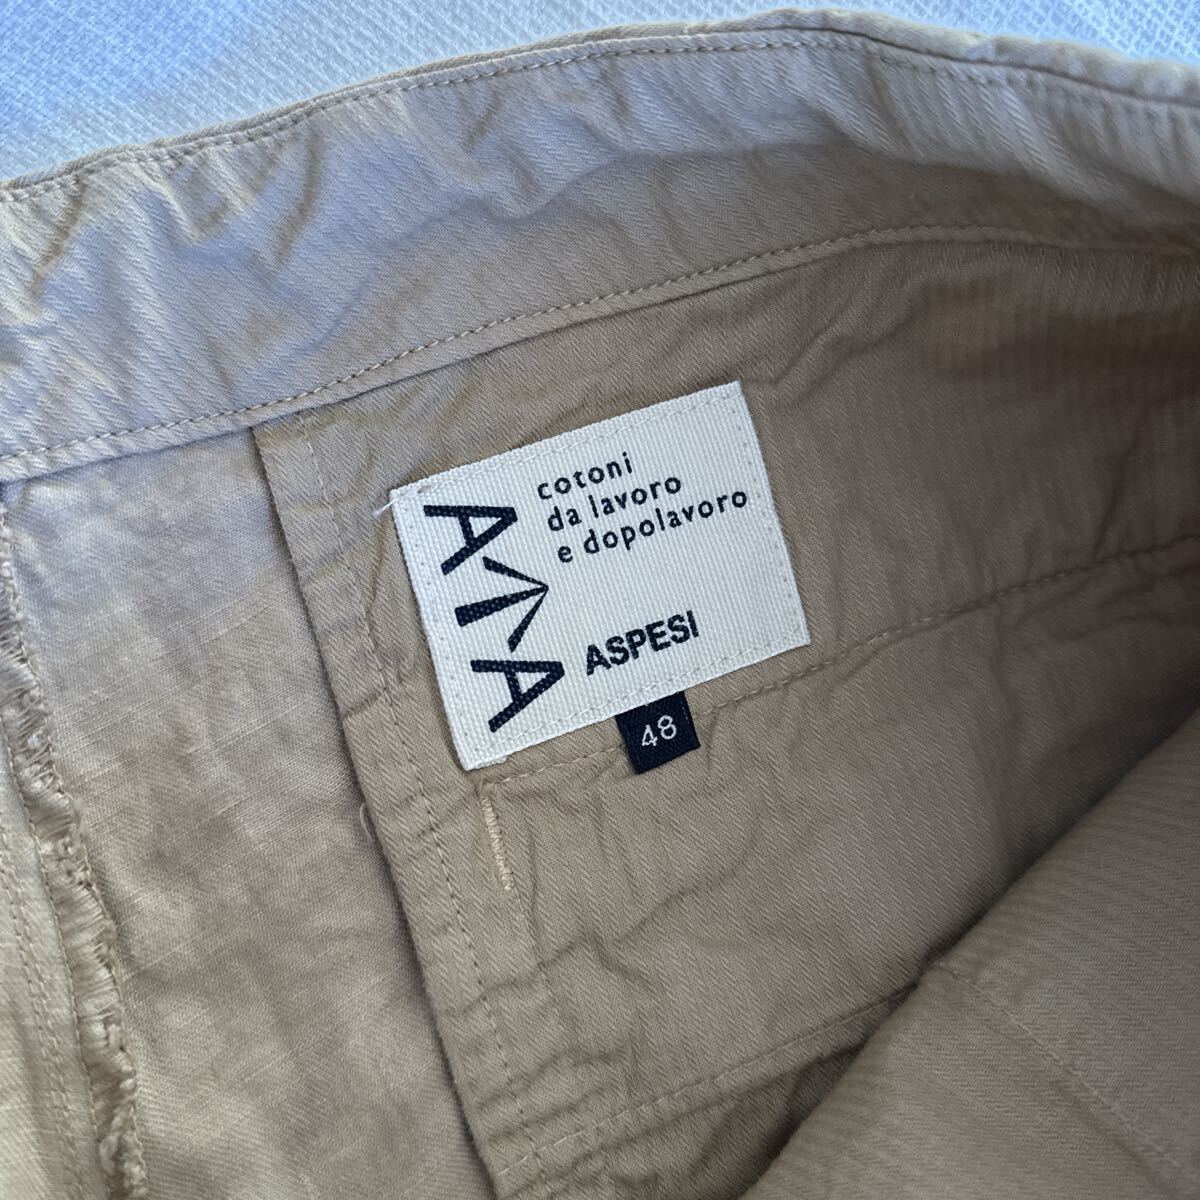 cotoni
da lavoro
e dopolavoro
A I A
ASPESI
48